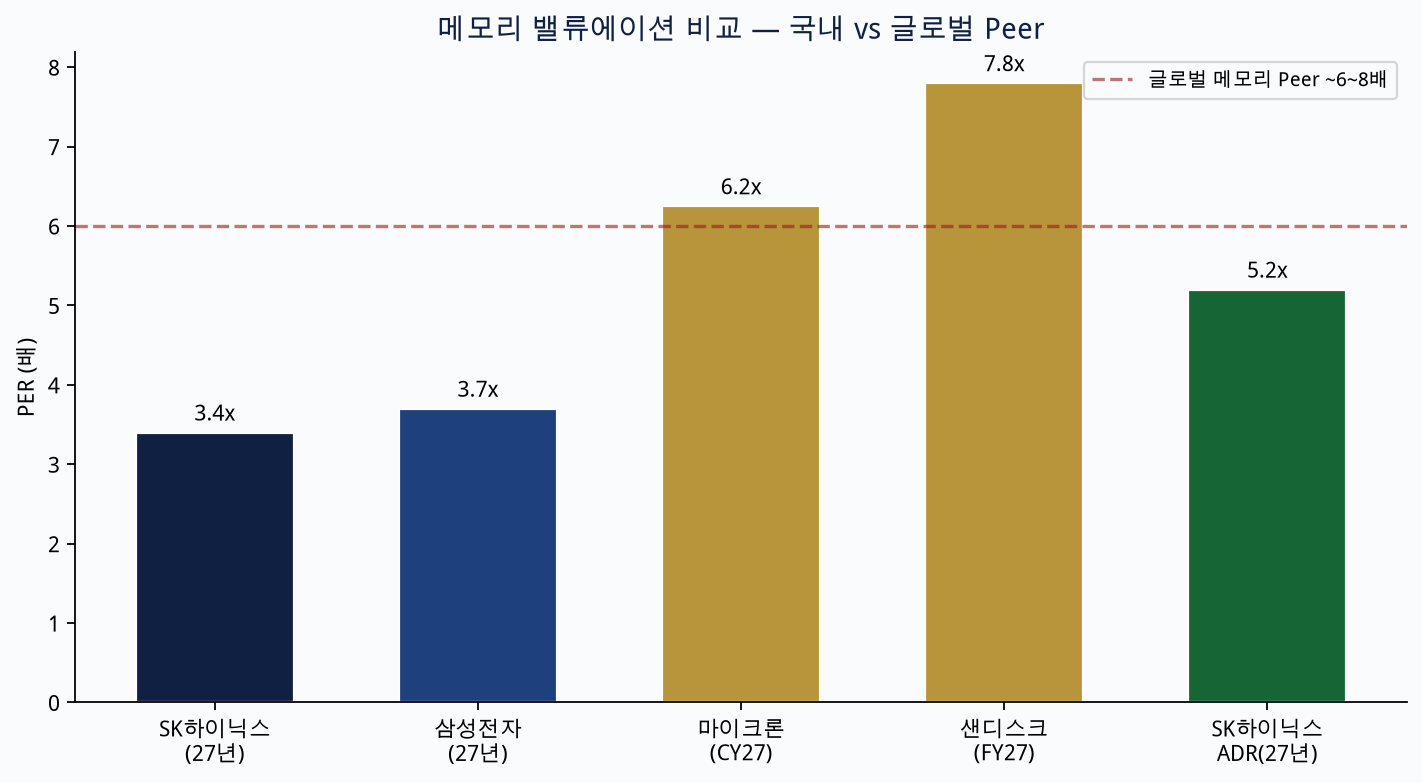 메모리 밸류에이션 비교 — 국내 vs 글로벌 Peer
글로벌 메모리 Peer ~6~8배
PER (배)
8
7
6
5
4
3
2
1
0
3.4x
3.7x
6.2x
7.8x
5.2x
SK하이닉스
(27년)
삼성전자
(27년)
마이크론
(CY27)
샌디스크
(FY27)
SK하이닉스
ADR(27년)